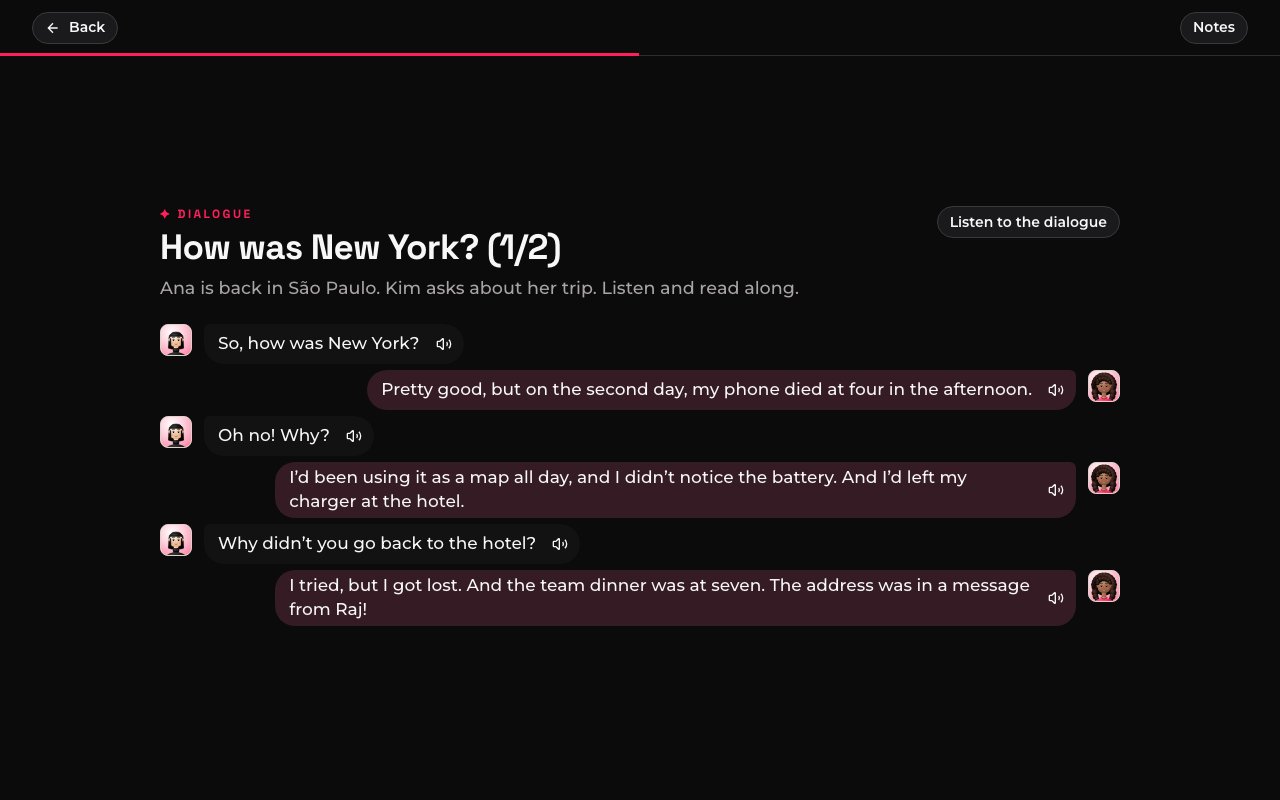 Back
Notes
DIALOGUE
How was New York? (1/2)
Listen to the dialogue
Ana is back in São Paulo. Kim asks about her trip. Listen and read along.
So, how was New York?
Pretty good, but on the second day, my phone died at four in the afternoon.
Oh no! Why?
I’d been using it as a map all day, and I didn’t notice the battery. And I’d left my
charger at the hotel.
Why didn’t you go back to the hotel?
I tried, but I got lost. And the team dinner was at seven. The address was in a message
from Raj!